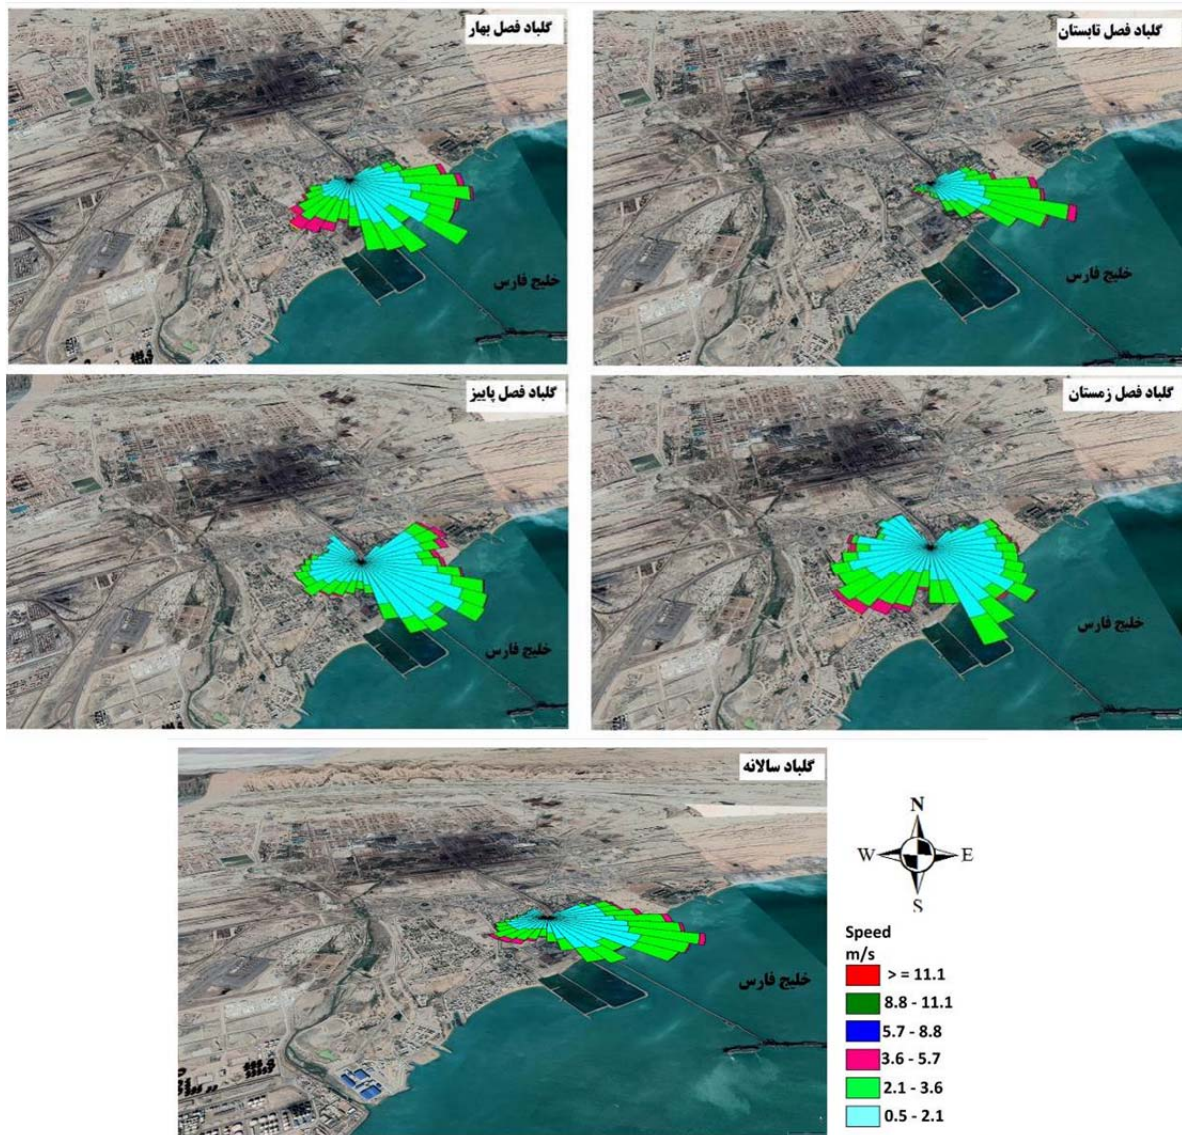 گلباد فصل بهار
خلیج فارس
گلباد فصل تابستان
خلیج فارس
گلباد فصل پاییز
خلیج فارس
گلباد فصل زمستان
خلیج فارس
گلباد سالانه
خلیج فارس
N
W E
S
Speed
m/s
> = 11.1
8.8 - 11.1
5.7 - 8.8
3.6 - 5.7
2.1 - 3.6
0.5 - 2.1